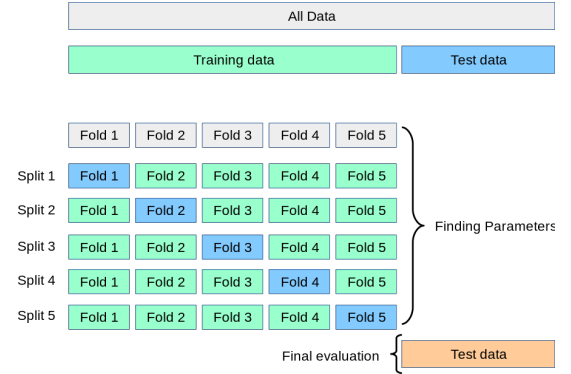 All Data
Training data Test data
Fold 1 Fold 2 Fold 3 Fold 4 Fold 5
Split 1 Fold 1 Fold 2 Fold 3 Fold 4 Fold 5
Split 2 Fold 1 Fold 2 Fold 3 Fold 4 Fold 5
Finding Parameters
Split 3 Fold 1 Fold 2 Fold 3 Fold 4 Fold 5
Split 4 Fold 1 Fold 2 Fold 3 Fold 4 Fold 5
Split 5 Fold 1 Fold 2 Fold 3 Fold 4 Fold 5
Final evaluation Test data